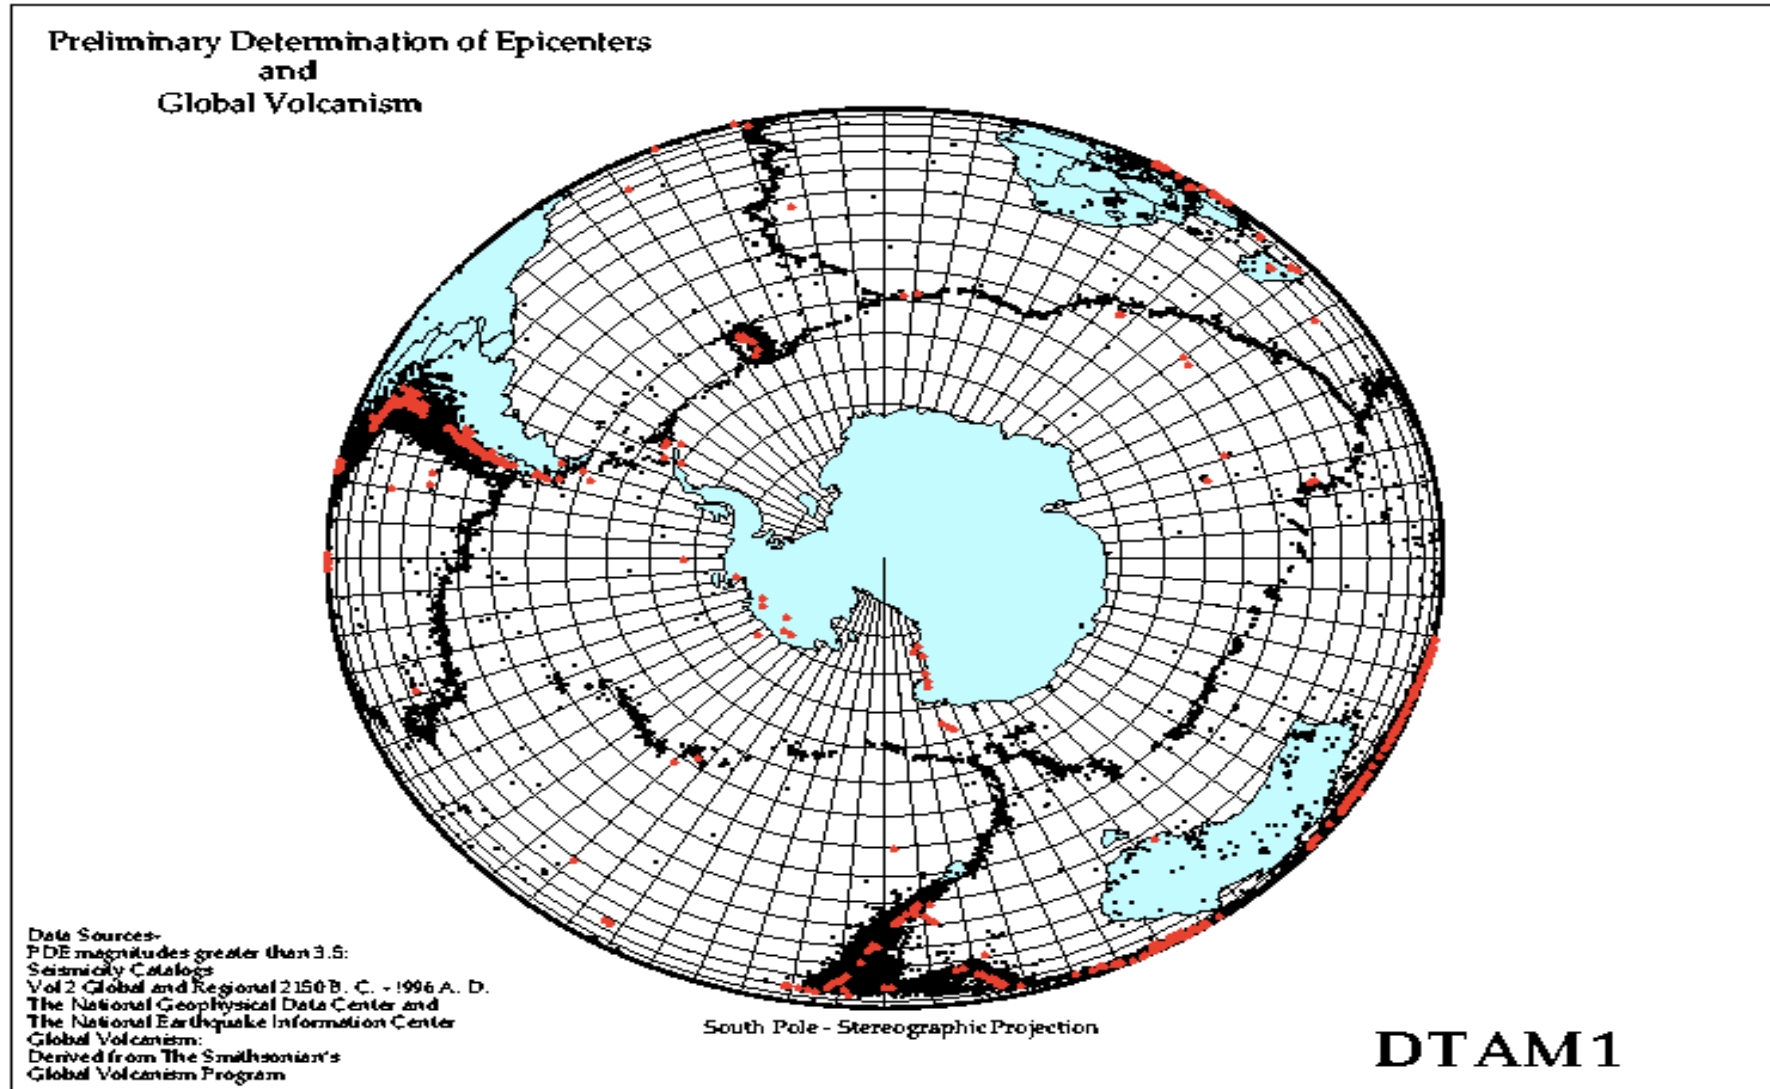 Preliminary Determination of Epicenters
and
Global Volcanism
Data Sources-
PDE magnitudes greater than 3.5:
Seismicity Catalogs
Vol 2 Global and Regional 2150 B. C. - 1996 A. D.
The National Geophysical Data Center and
The National Earthquake Information Center
Global Volcanism:
Derived from The Smithsonian's
Global Volcanism Program
South Pole - Stereographic Projection
DTAM1